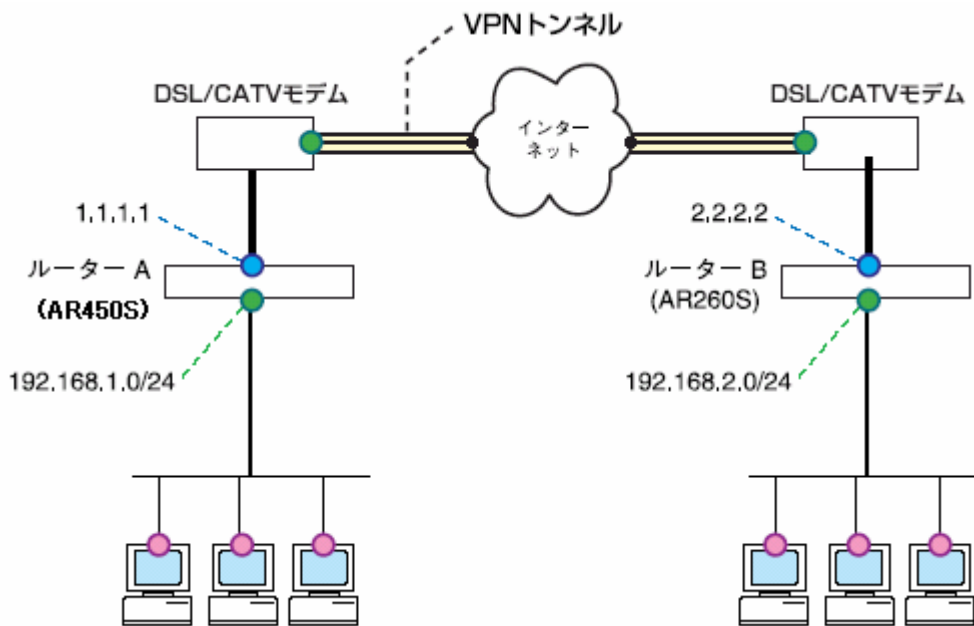 VPNトンネル
DSL/CATVモデム
DSL/CATVモデム
インター
ネット
1.1.1.1
2.2.2.2
ルーター A
(AR450S)
ルーター B
(AR260S)
192.168.1.0/24
192.168.2.0/24